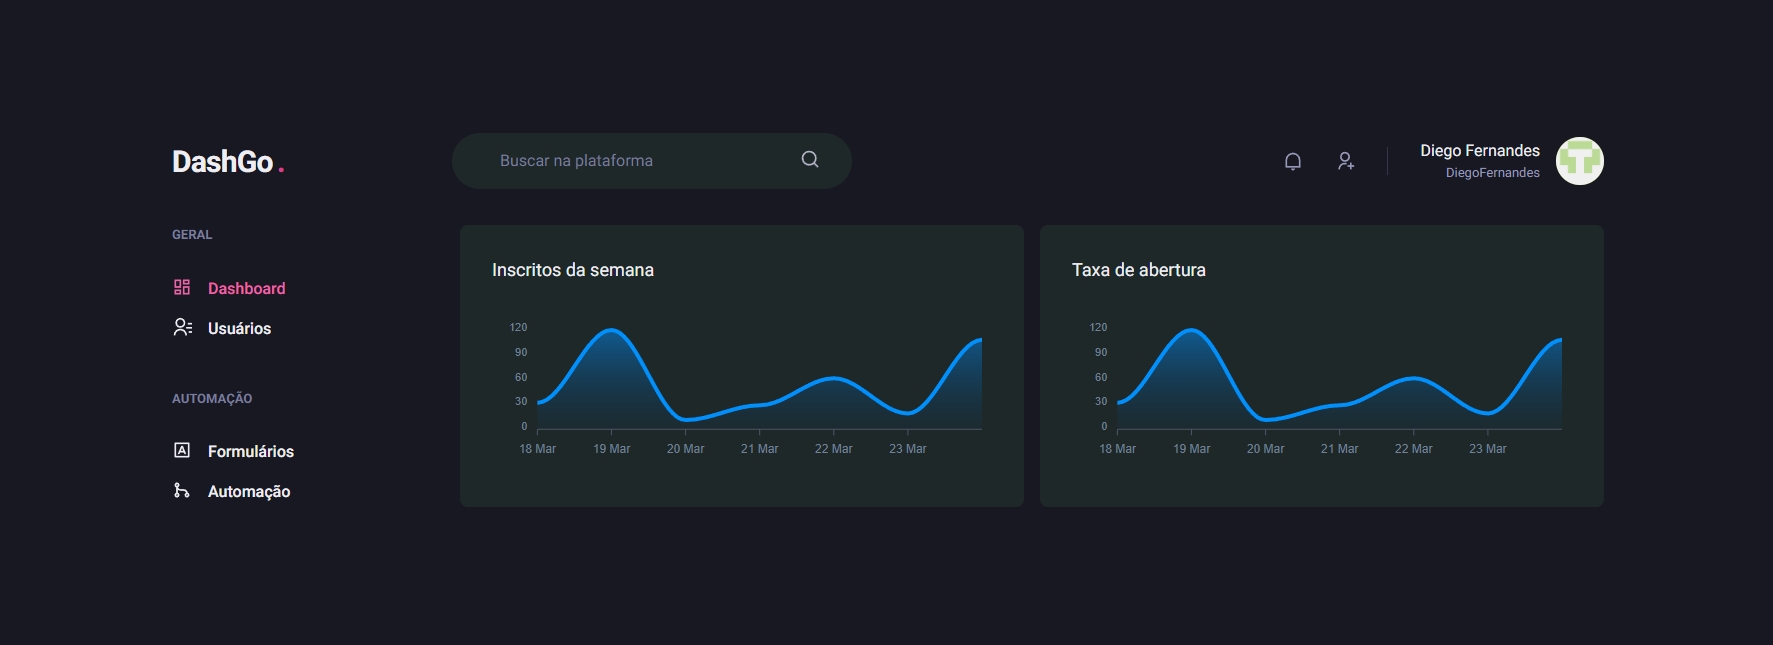 DashGo.
Buscar na plataforma
Diego Fernandes
DiegoFernandes
GERAL
Dashboard
Usuários
AUTOMAÇÃO
Formulários
Automação
Inscritos da semana
120
90
60
30
0
18 Mar 19 Mar 20 Mar 21 Mar 22 Mar 23 Mar
Taxa de abertura
120
90
60
30
0
18 Mar 19 Mar 20 Mar 21 Mar 22 Mar 23 Mar